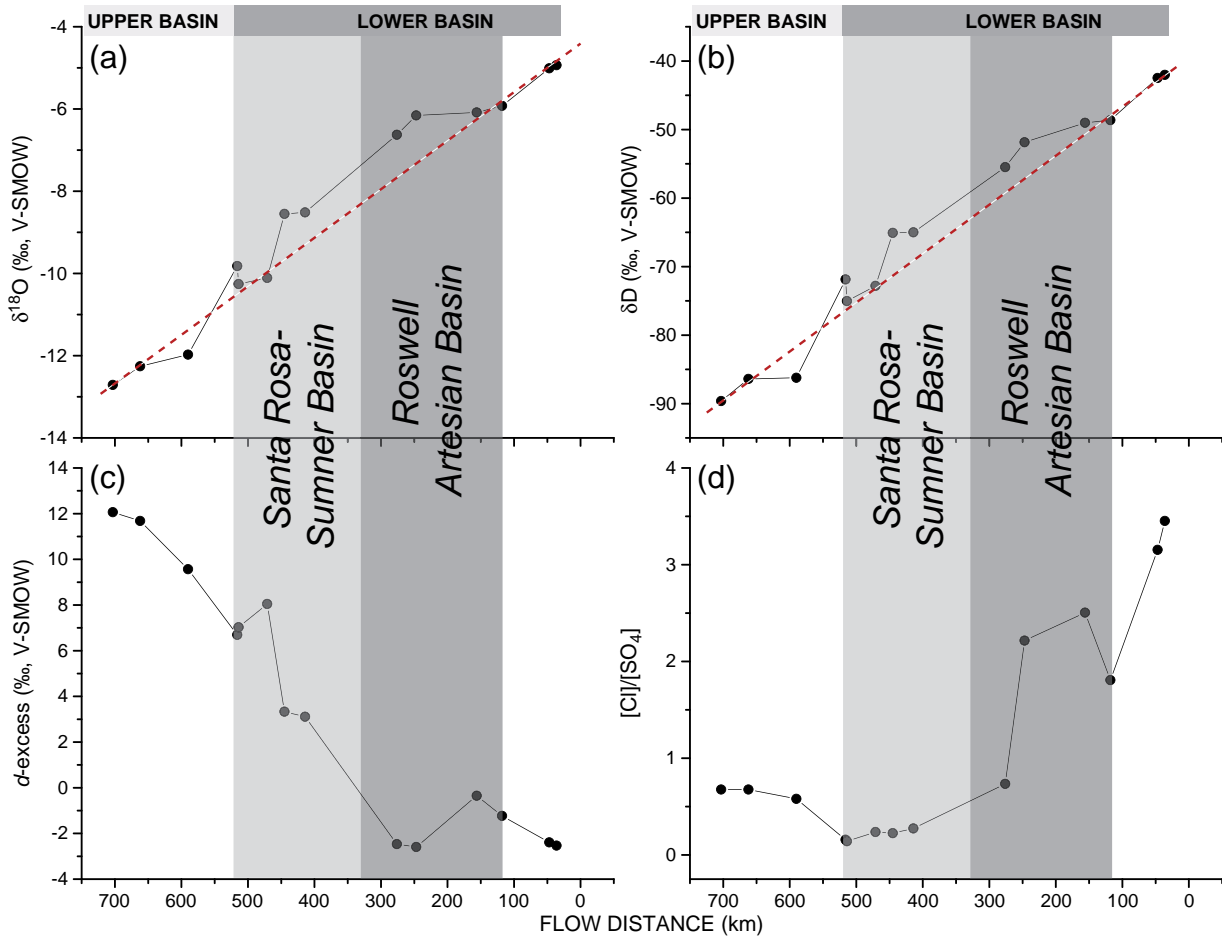 UPPER BASIN
LOWER BASIN
UPPER BASIN
LOWER BASIN
(a)
-4
-6
-8
-10
-12
-14
δ18O (‰, V-SMOW)
(b)
-40
-50
-60
-70
-80
-90
δD (‰, V-SMOW)
Santa Rosa-
Sumner Basin
Roswell
Artesian Basin
Santa Rosa-
Sumner Basin
Roswell
Artesian Basin
(c)
14
12
10
8
6
4
2
0
-2
-4
d-excess (‰, V-SMOW)
700 600 500 400 300 200 100 0
(d)
4
3
2
1
0
[Cl]/[SO4]
700 600 500 400 300 200 100 0
FLOW DISTANCE (km)